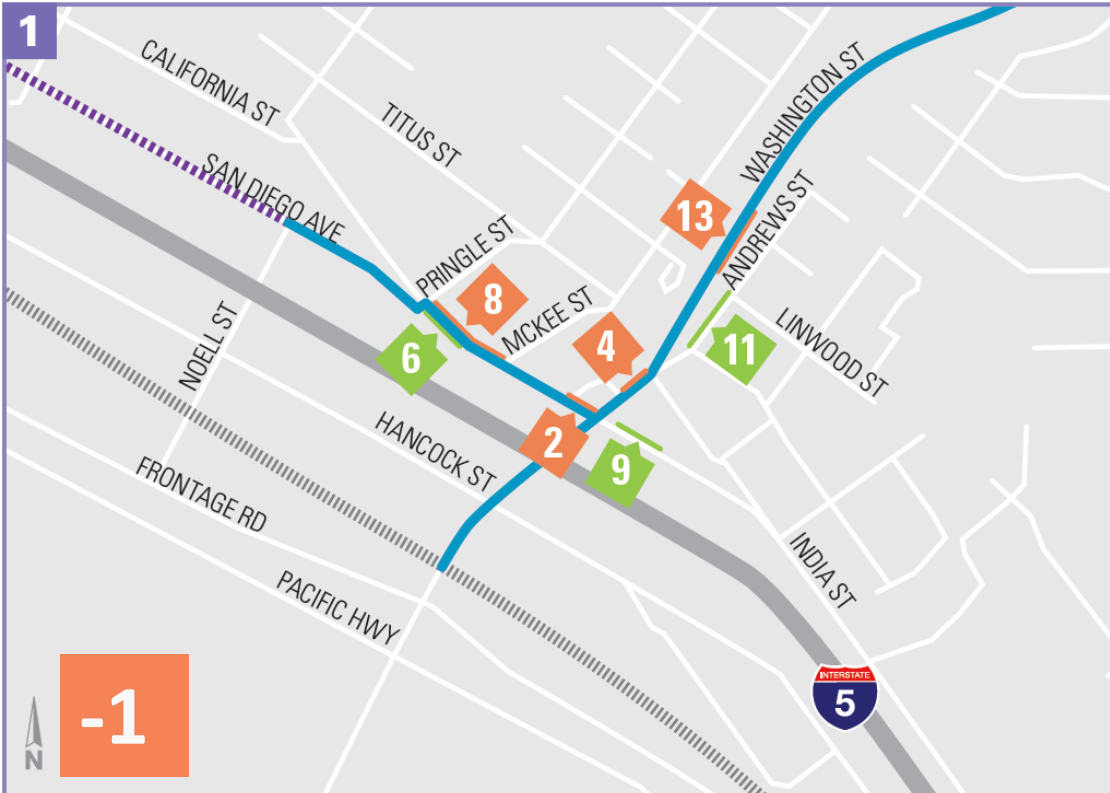 1
CALIFORNIA ST
TITUS ST
WASHINGTON ST
SAN DIEGO AVE
ANDREWS ST
13
PRINGLE ST
8
MCKEE ST
NOELL ST
6
4
11
LINWOOD ST
HANCOCK ST
2
9
FRONTAGE RD
INDIA ST
PACIFIC HWY
INTERSTATE
5
-1
N